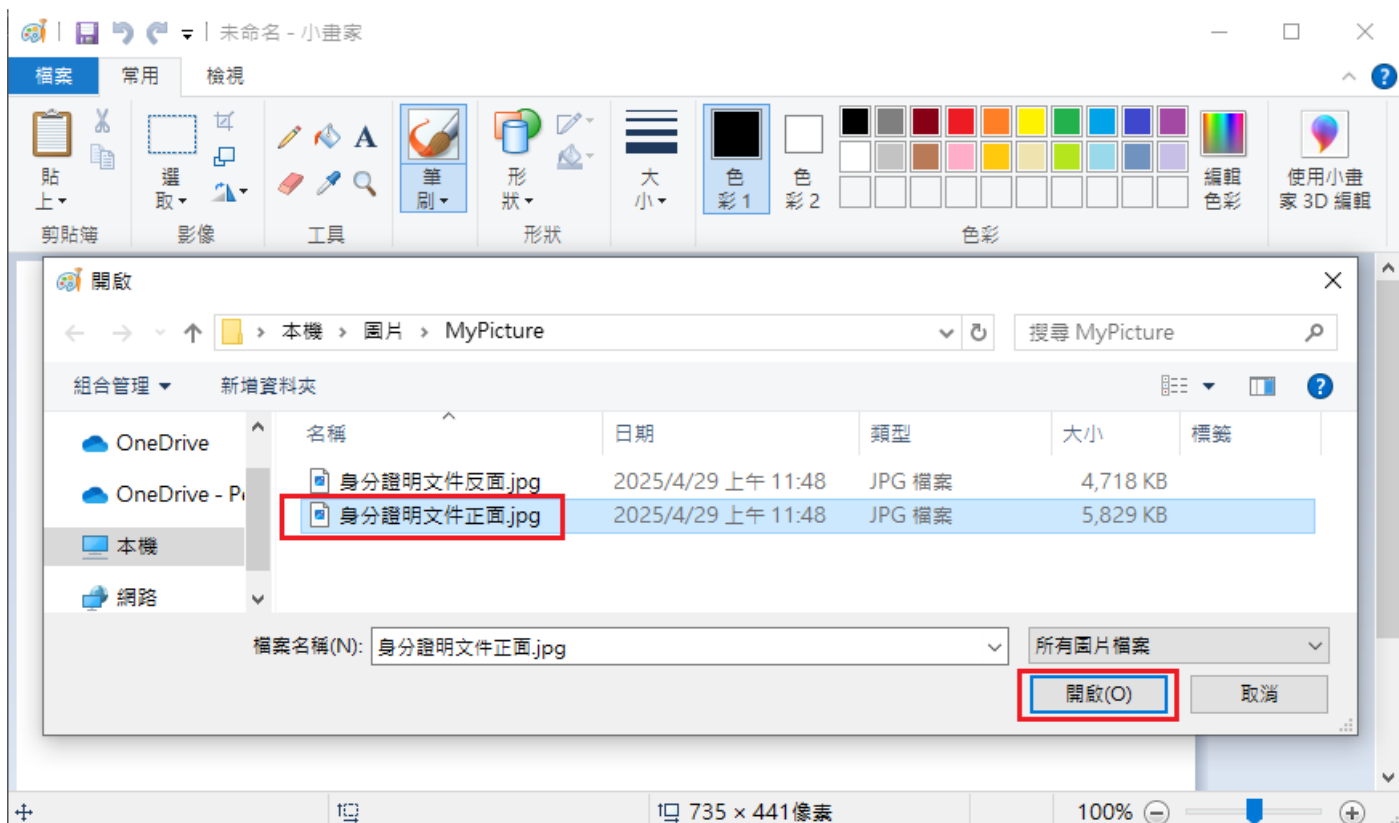 未命名 - 小畫家
檔案 常用 檢視
貼上 選取 A 筆刷 形狀 大小 色彩 1 色彩 2 編輯色彩 使用小畫家 3D 編輯
剪貼簿 影像 工具 形狀 色彩
開啟
本機 › 圖片 › MyPicture 搜尋 MyPicture
組合管理 新增資料夾
名稱 日期 類型 大小 標籤
OneDrive
身分證明文件反面.jpg 2025/4/29 上午 11:48 JPG 檔案 4,718 KB
OneDrive - Pe
身分證明文件正面.jpg 2025/4/29 上午 11:48 JPG 檔案 5,829 KB
本機
網路
檔案名稱(N): 身分證明文件正面.jpg 所有圖片檔案
開啟(O) 取消
735 × 441像素 100%